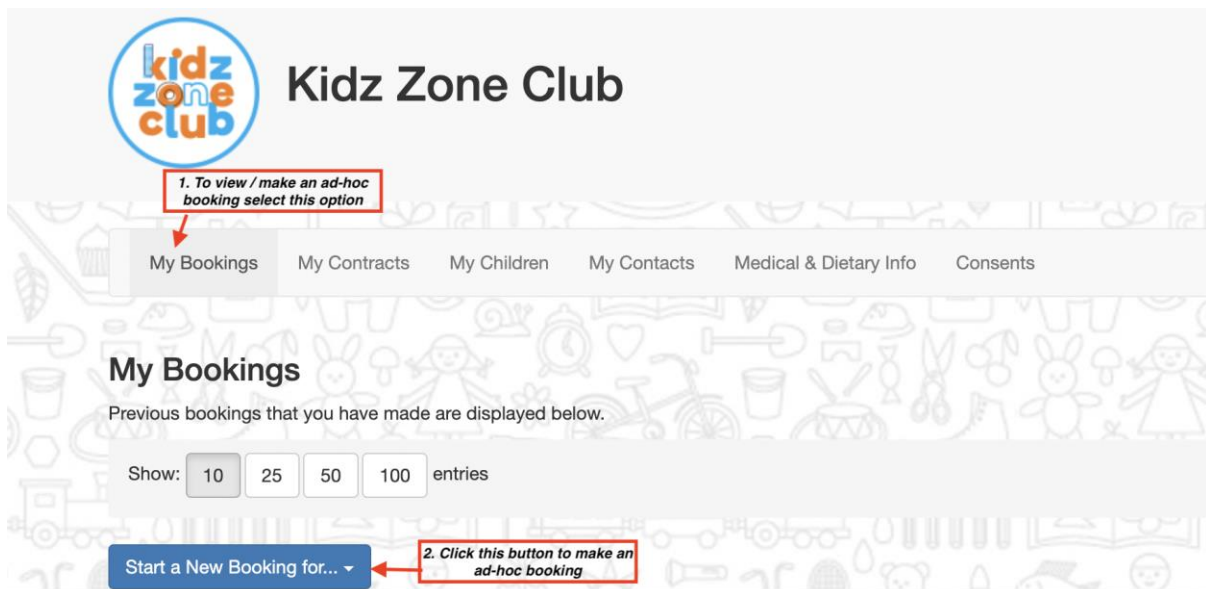 kidz
zone
club
Kidz Zone Club
1. To view / make an ad-hoc
booking select this option
My Bookings My Contracts My Children My Contacts Medical & Dietary Info Consents
My Bookings
Previous bookings that you have made are displayed below.
Show: 10 25 50 100 entries
Start a New Booking for...
2. Click this button to make an
ad-hoc booking